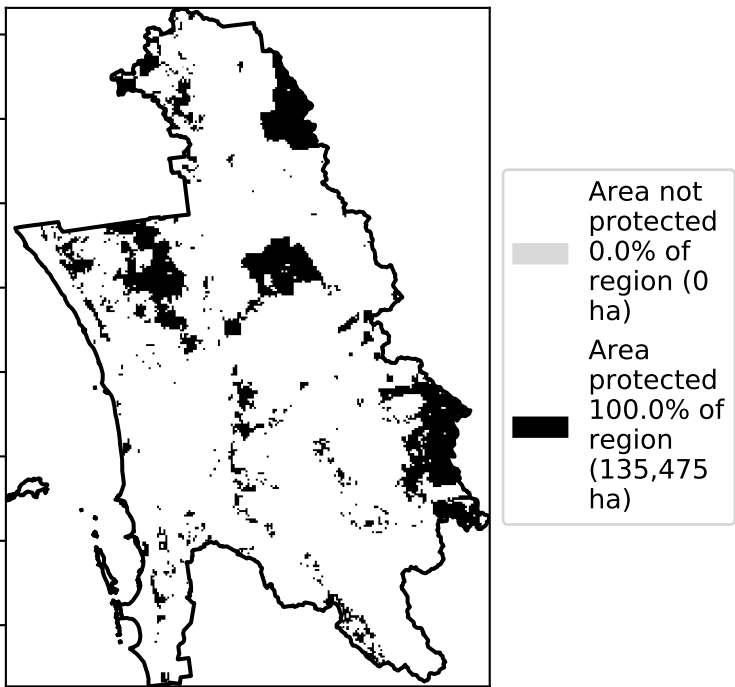 Area not
protected
0.0% of
region (0
ha)
Area
protected
100.0% of
region
(135,475
ha)